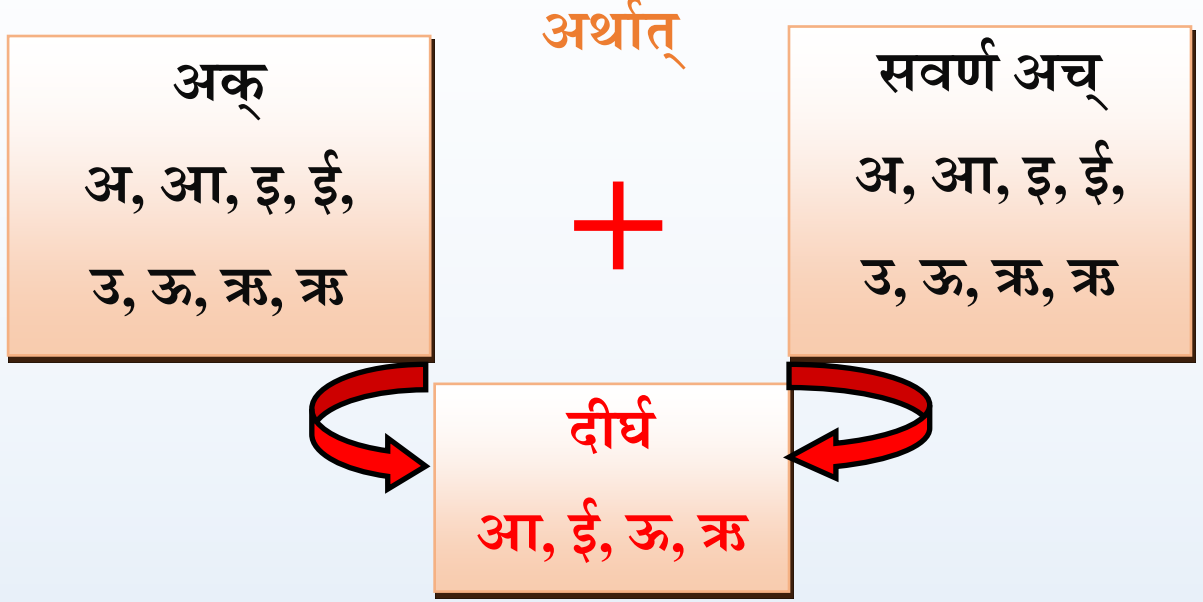 अर्थात्
अक्
अ, आ, इ, ई,
उ, ऊ, ऋ, ऋ
+
सवर्ण अच्
अ, आ, इ, ई,
उ, ऊ, ऋ, ऋ
दीर्घ
आ, ई, ऊ, ऋ